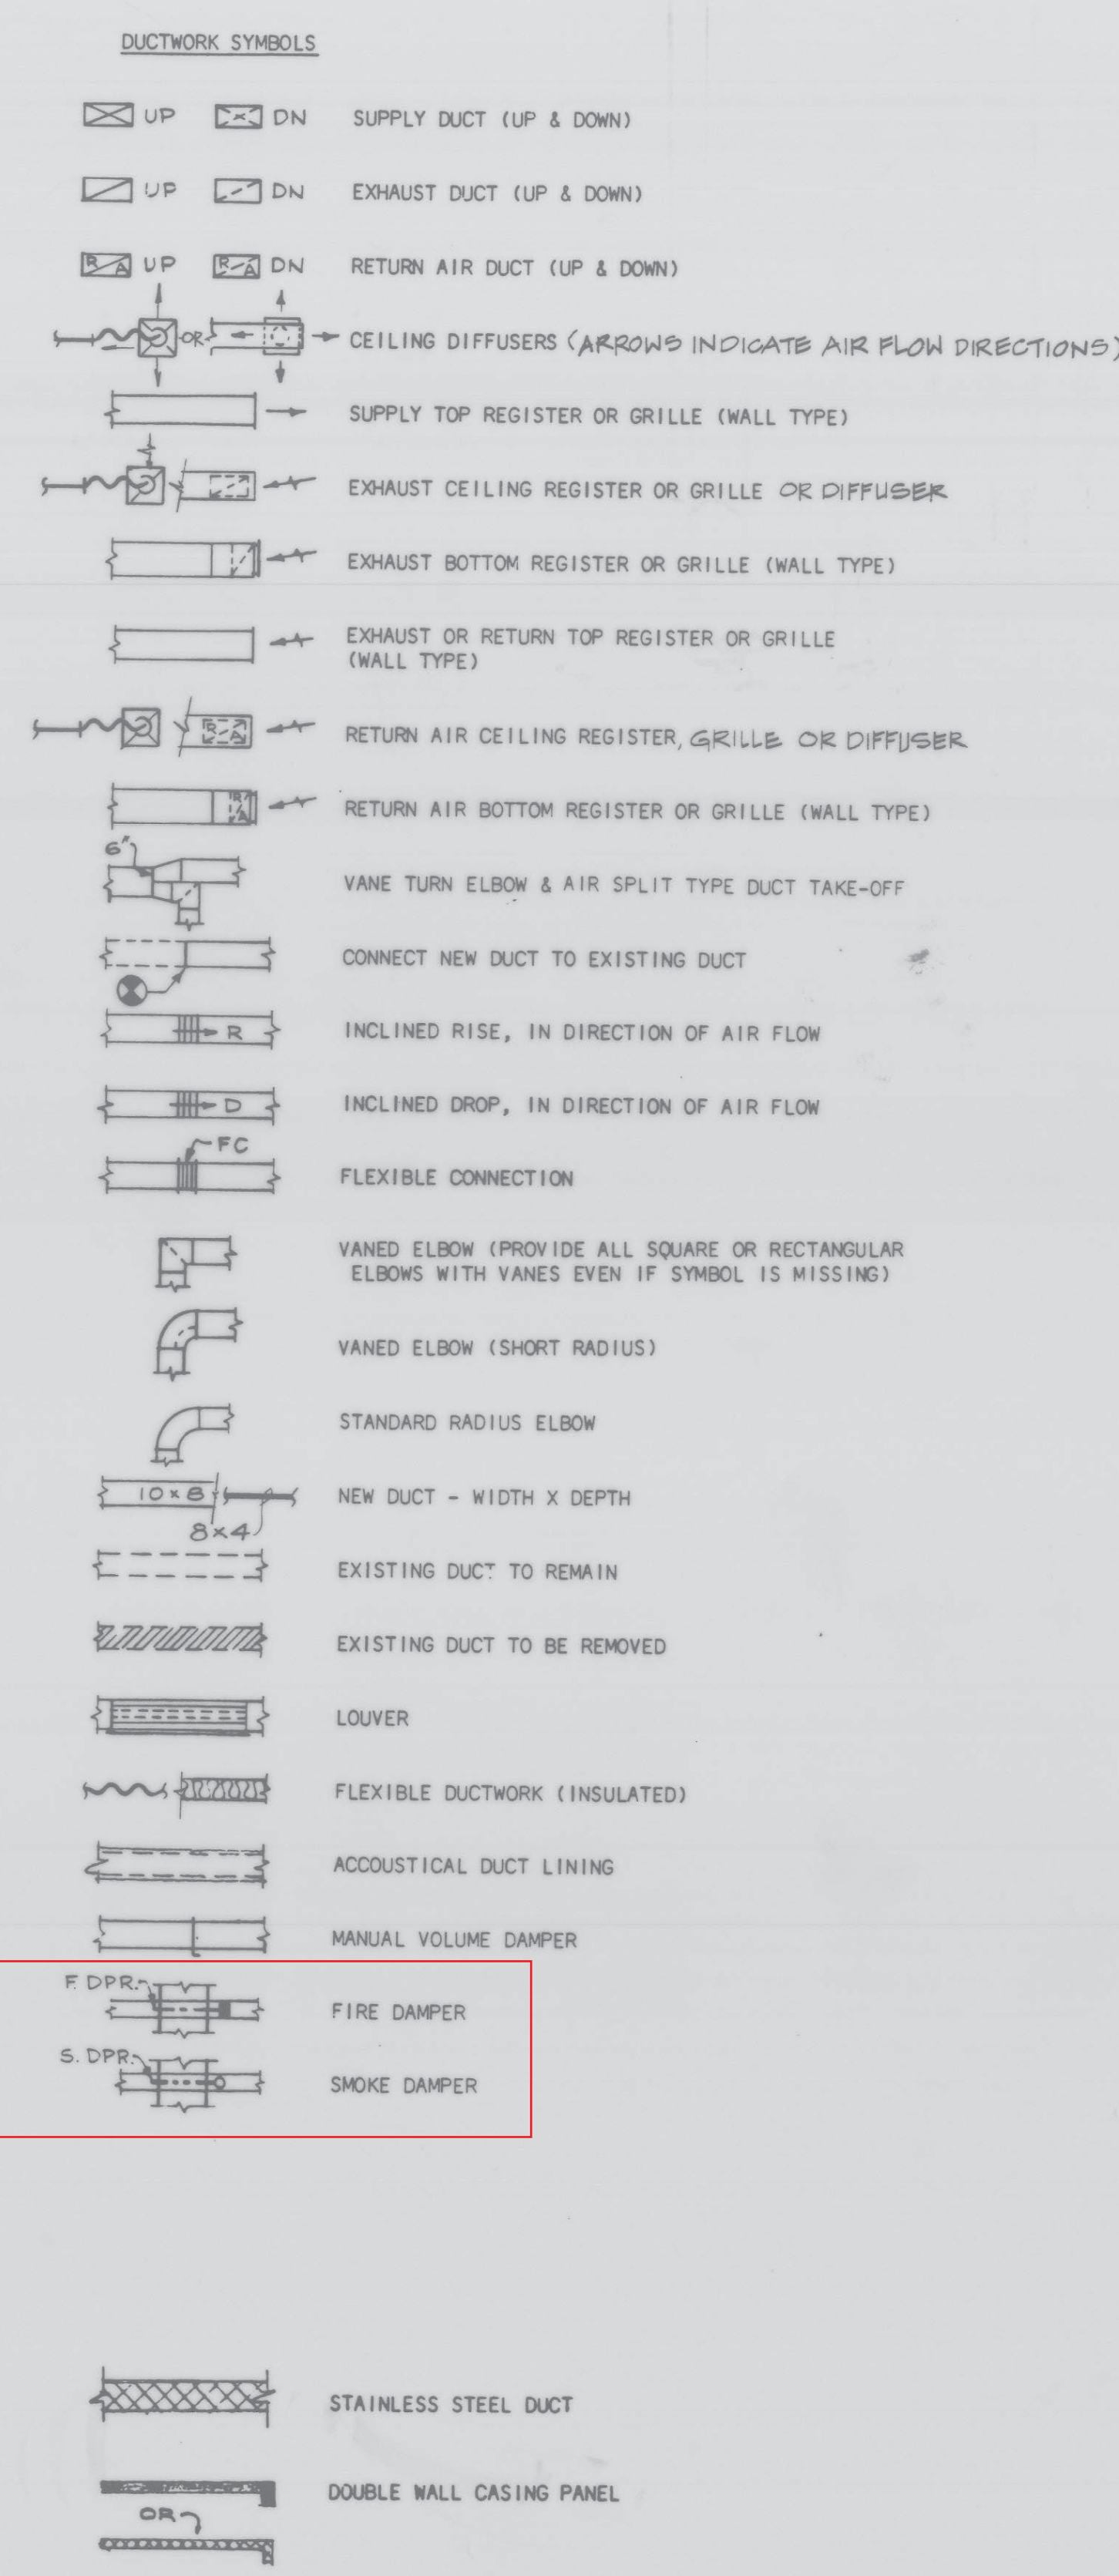 DUCTWORK SYMBOLS
UP DN SUPPLY DUCT (UP & DOWN)
UP DN EXHAUST DUCT (UP & DOWN)
R/A UP R/A DN RETURN AIR DUCT (UP & DOWN)
OR CEILING DIFFUSERS (ARROWS INDICATE AIR FLOW DIRECTIONS)
SUPPLY TOP REGISTER OR GRILLE (WALL TYPE)
EXHAUST CEILING REGISTER OR GRILLE OR DIFFUSER
EXHAUST BOTTOM REGISTER OR GRILLE (WALL TYPE)
EXHAUST OR RETURN TOP REGISTER OR GRILLE
(WALL TYPE)
R/A RETURN AIR CEILING REGISTER, GRILLE OR DIFFUSER
R/A RETURN AIR BOTTOM REGISTER OR GRILLE (WALL TYPE)
6"
VANE TURN ELBOW & AIR SPLIT TYPE DUCT TAKE-OFF
CONNECT NEW DUCT TO EXISTING DUCT
R INCLINED RISE, IN DIRECTION OF AIR FLOW
D INCLINED DROP, IN DIRECTION OF AIR FLOW
FC
FLEXIBLE CONNECTION
VANED ELBOW (PROVIDE ALL SQUARE OR RECTANGULAR
ELBOWS WITH VANES EVEN IF SYMBOL IS MISSING)
VANED ELBOW (SHORT RADIUS)
STANDARD RADIUS ELBOW
10 x 8 NEW DUCT - WIDTH X DEPTH
8x4
EXISTING DUCT TO REMAIN
EXISTING DUCT TO BE REMOVED
LOUVER
FLEXIBLE DUCTWORK (INSULATED)
ACCOUSTICAL DUCT LINING
MANUAL VOLUME DAMPER
F. DPR.
FIRE DAMPER
S. DPR.
SMOKE DAMPER
STAINLESS STEEL DUCT
DOUBLE WALL CASING PANEL
OR